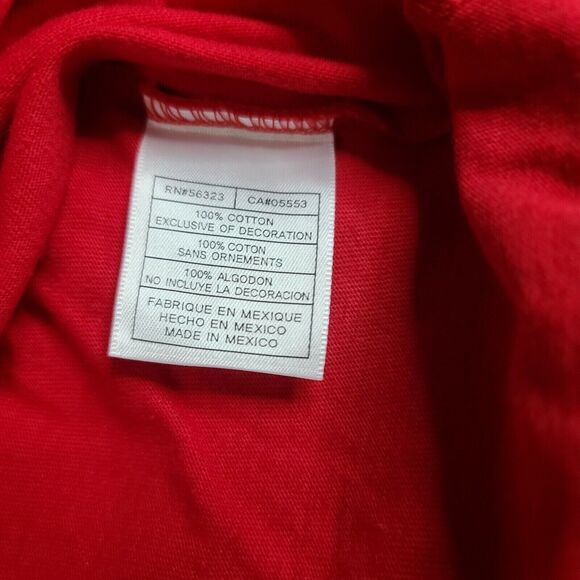 RN#56323 CA#05553
100% COTTON
EXCLUSIVE OF DECORATION
100% COTON
SANS ORNEMENTS
100% ALGODON
NO INCLUYE LA DECORACION
FABRIQUE EN MEXIQUE
HECHO EN MEXICO
MADE IN MEXICO